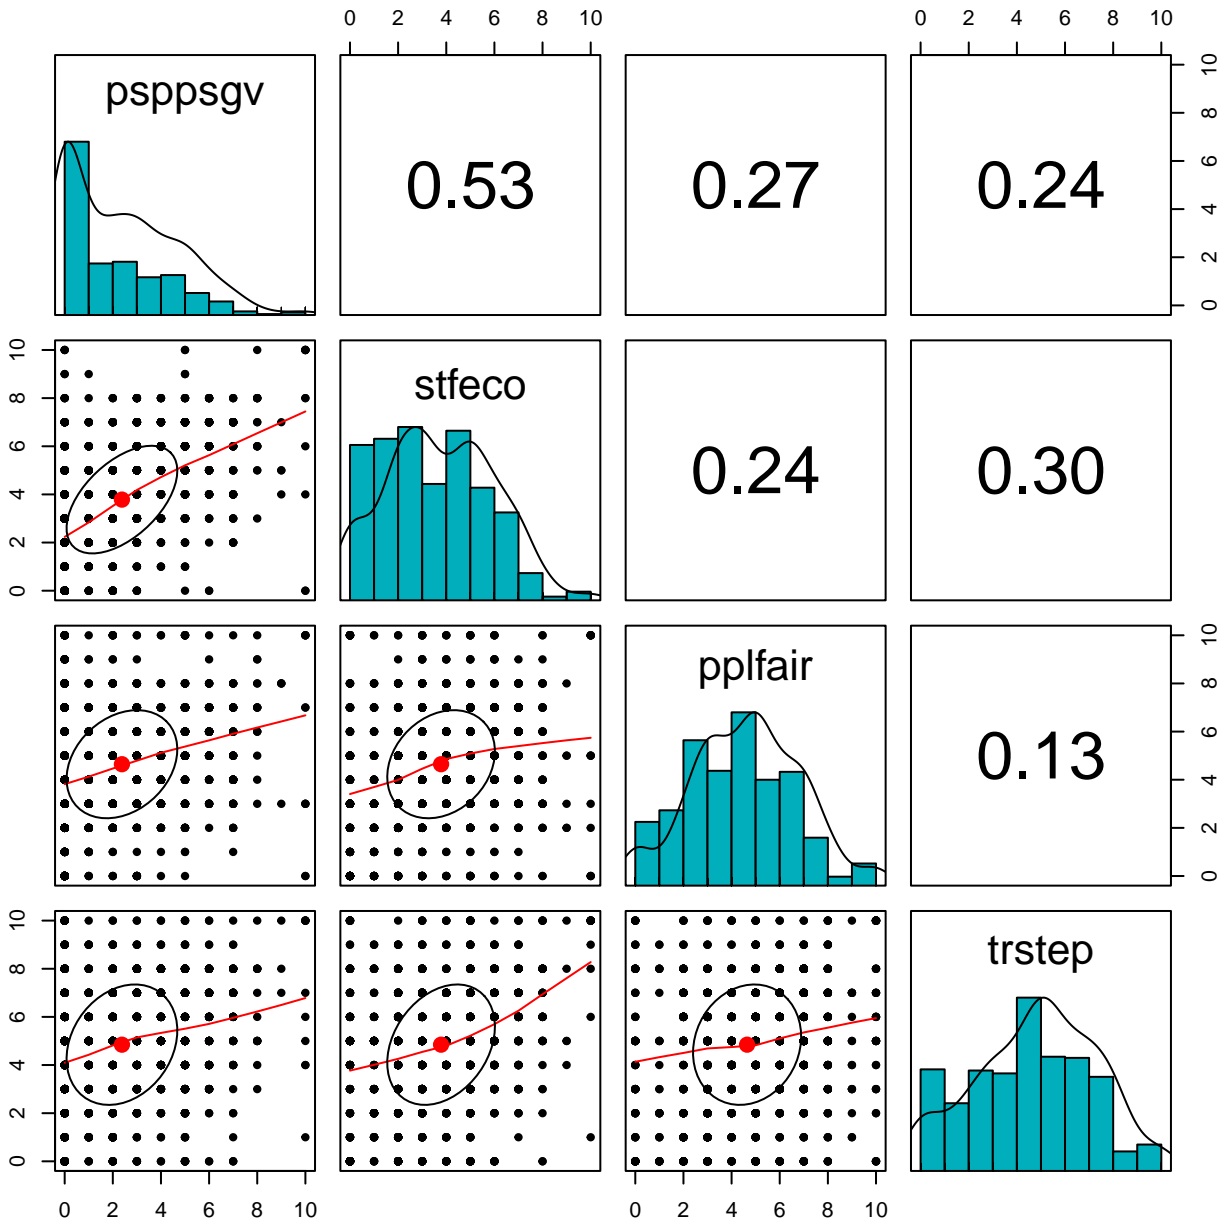 0 2 4 6 8 10 0 2 4 6 8 10
psppsgv 0.53 0.27 0.24 0 2 4 6 8 10
0 2 4 6 8 10 stfeco 0.24 0.30
pplfair 0.13 0 2 4 6 8 10
0 2 4 6 8 10 trstep
0 2 4 6 8 10 0 2 4 6 8 10